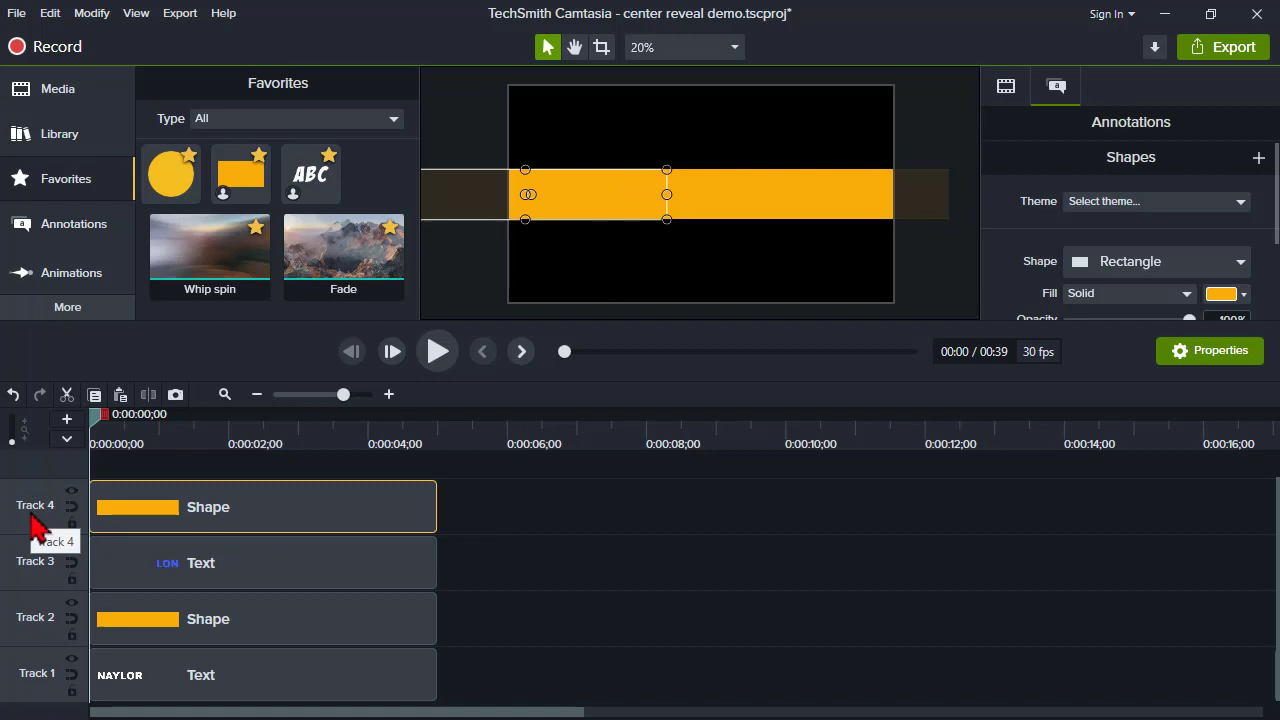 File Edit Modify View Export Help
TechSmith Camtasia - center reveal demo.tscproj*
Sign In
Record
20%
Export
Media
Library
Favorites
Annotations
Animations
More
Favorites
Type All
ABC
Whip spin
Fade
a
Annotations
Shapes
Theme Select theme...
Shape Rectangle
Fill Solid
Opacity 100%
00:00 / 00:39 30 fps
Properties
0:00:00;00
0:00:00;00 0:00:02;00 0:00:04;00 0:00:06;00 0:00:08;00 0:00:10;00 0:00:12;00 0:00:14;00 0:00:16;00
Track 4 Shape
Track 4
Track 3 LON Text
Track 2 Shape
Track 1 NAYLOR Text